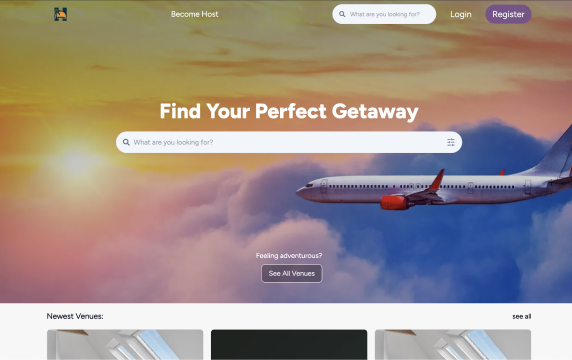 Become Host
What are you looking for?
Login
Register
Find Your Perfect Getaway
What are you looking for?
Feeling adventurous?
See All Venues
Newest Venues:
see all